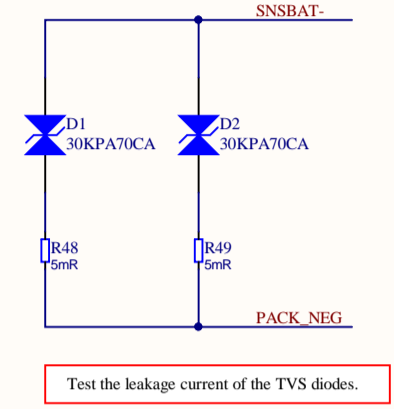 SNSBAT-
D1
30KPA70CA
D2
30KPA70CA
R48
5mR
R49
5mR
PACK_NEG
Test the leakage current of the TVS diodes.